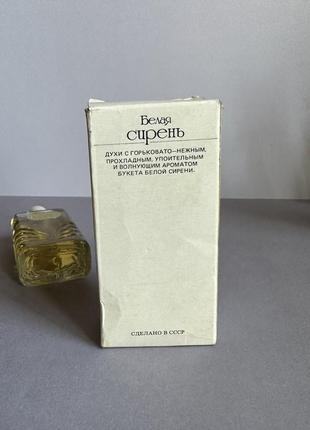 Белая
сирень
ДУХИ С ГОРЬКОВАТО—НЕЖНЫМ,
ПРОХЛАДНЫМ, УПОИТЕЛЬНЫМ
И ВОЛНУЮЩИМ АРОМАТОМ
БУКЕТА БЕЛОЙ СИРЕНИ.
СДЕЛАНО В СССР